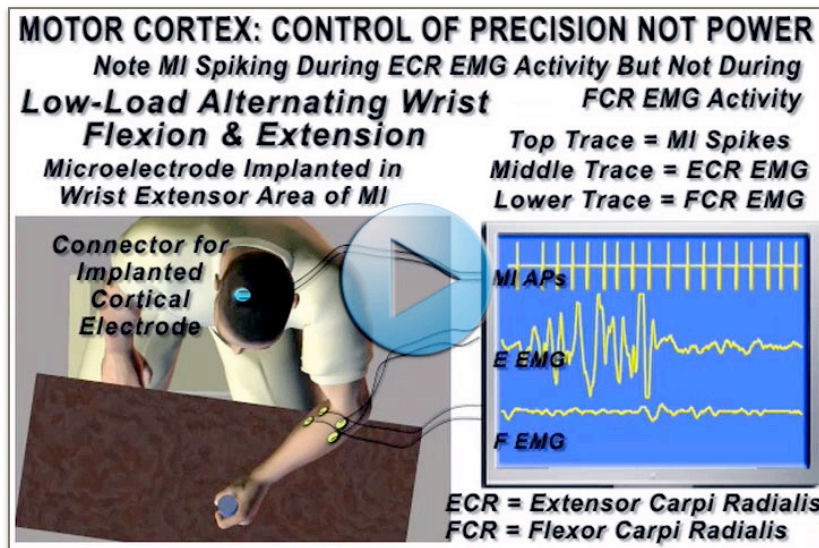 MOTOR CORTEX: CONTROL OF PRECISION NOT POWER
Note MI Spiking During ECR EMG Activity But Not During
FCR EMG Activity
Low-Load Alternating Wrist
Flexion & Extension
Microelectrode Implanted in
Wrist Extensor Area of MI
Top Trace = MI Spikes
Middle Trace = ECR EMG
Lower Trace = FCR EMG
Connector for
Implanted
Cortical
Electrode
MI APs
E EMG
F EMG
ECR = Extensor Carpi Radialis
FCR = Flexor Carpi Radialis